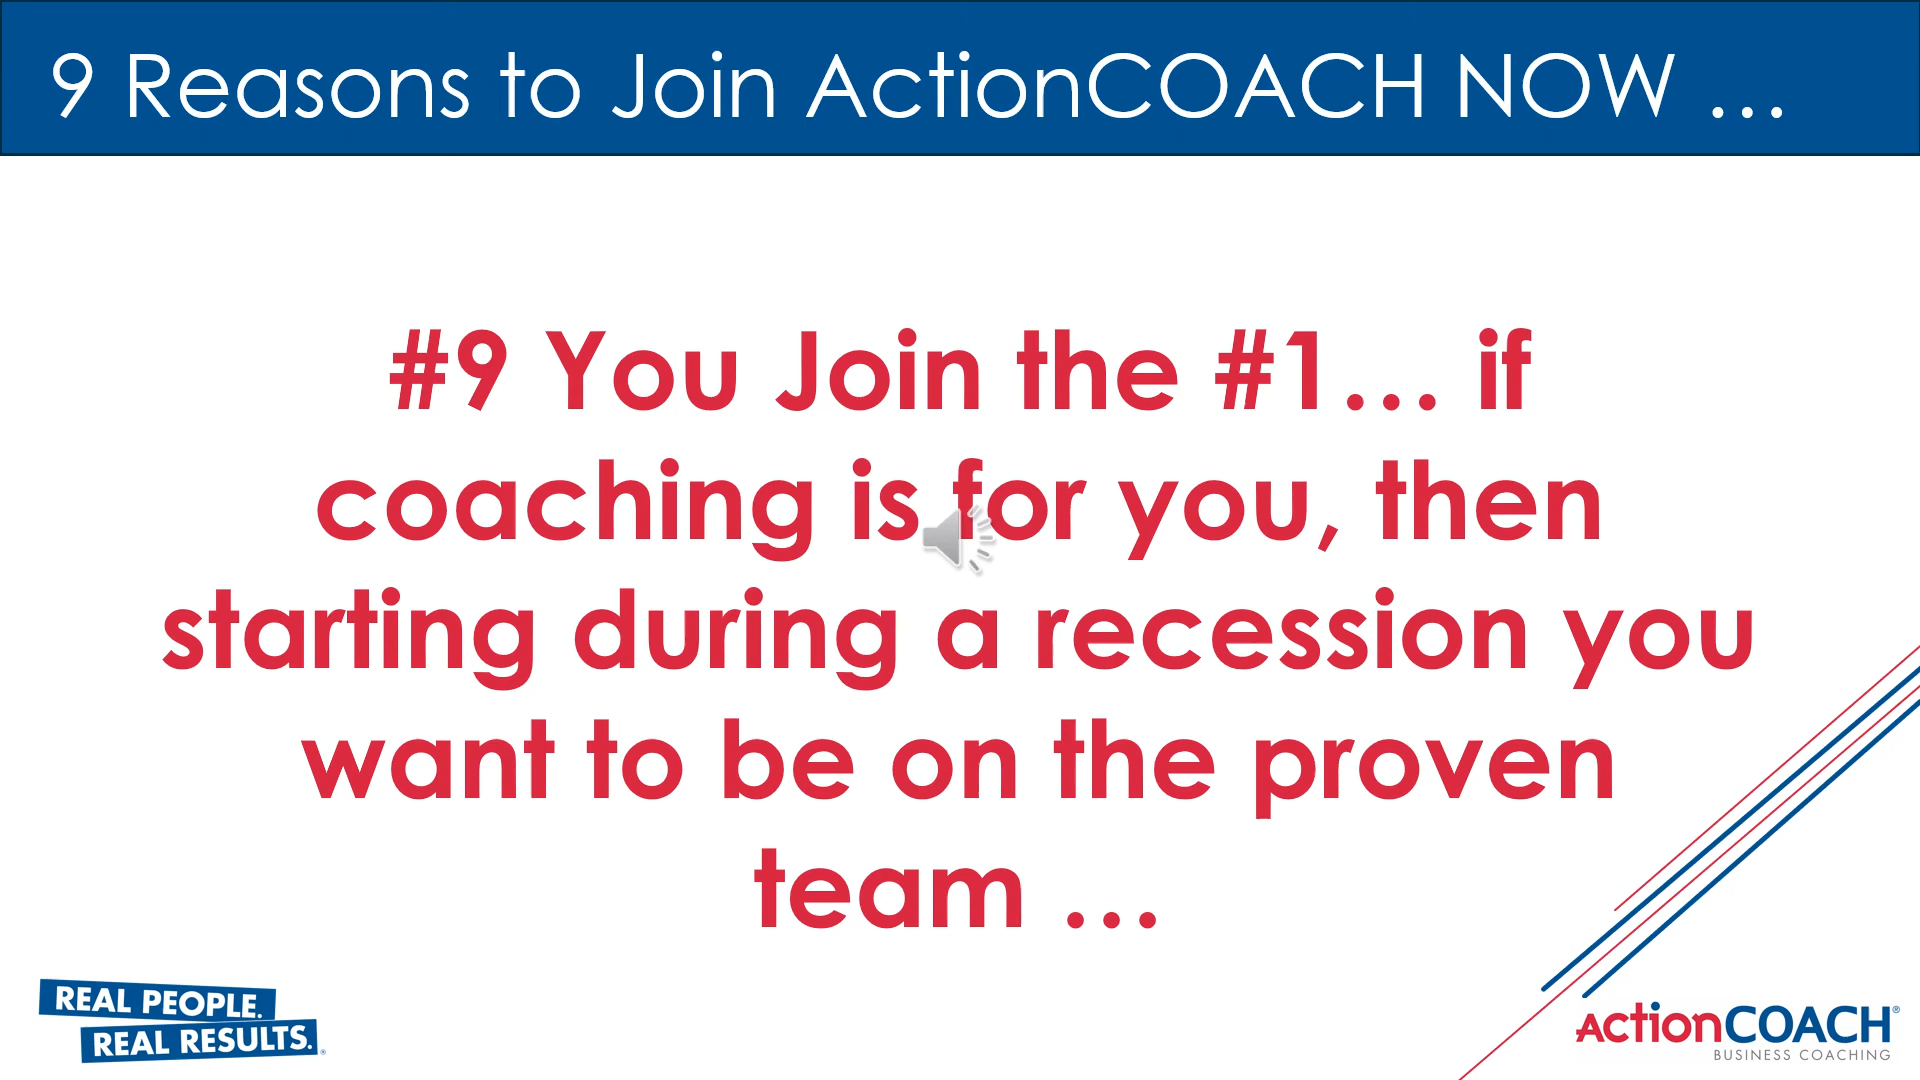 9 Reasons to Join ActionCOACH NOW ...
#9 You Join the #1... if
coaching is for you, then
starting during a recession you
want to be on the proven
team ...
REAL PEOPLE.
REAL RESULTS.
ActionCOACH®
BUSINESS COACHING